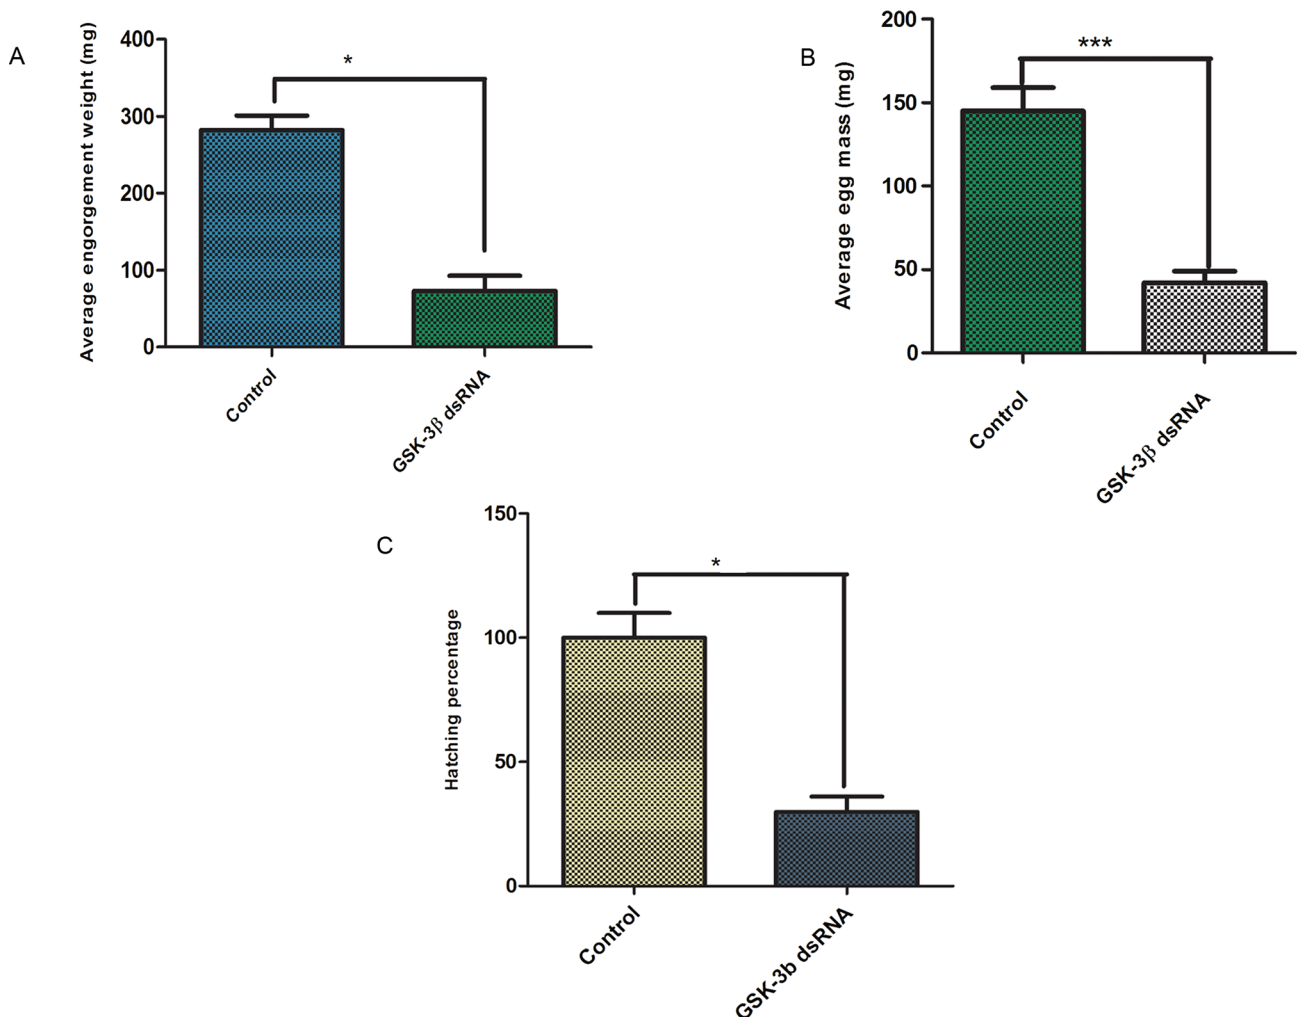 A
Average engorgement weight (mg)
400
300
200
100
0
*
Control
GSK-3β dsRNA
B
Average egg mass (mg)
200
150
100
50
0
***
Control
GSK-3β dsRNA
C
Hatching percentage
150
100
50
0
*
Control
GSK-3b dsRNA